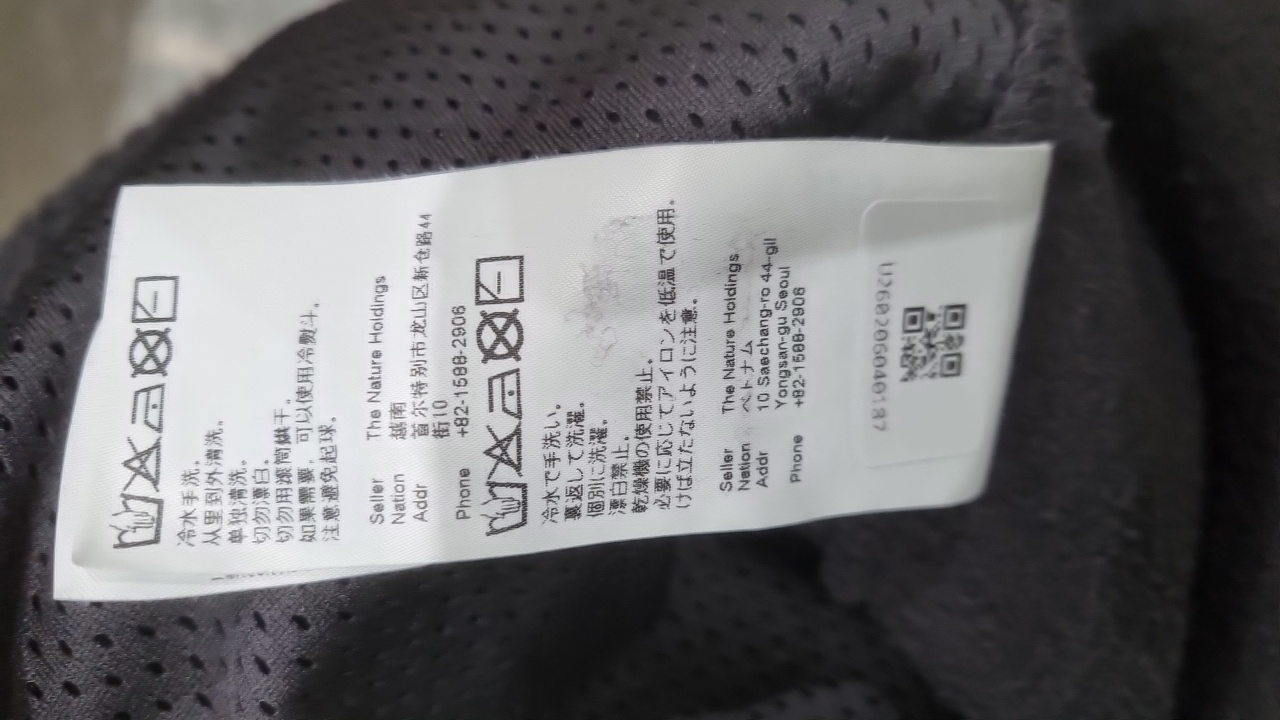 冷水手洗。
从里到外清洗。
单独清洗。
切勿漂白。
切勿用滚筒烘干。
如果需要，可以使用冷熨斗。
注意避免起球。
Seller The Nature Holdings
Nation 越南
Addr 首尔特别市龙山区新仓路44
街10
Phone +82-1588-2906
冷水で手洗い。
裏返して洗濯。
個別に洗濯。
漂白禁止。
乾燥機の使用禁止。
必要に応じてアイロンを低温で使用。
けば立たないように注意。
Seller The Nature Holdings
Nation ベトナム
Addr 10 Saechang-ro 44-gil
Yongsan-gu Seoul
Phone +82-1588-2906